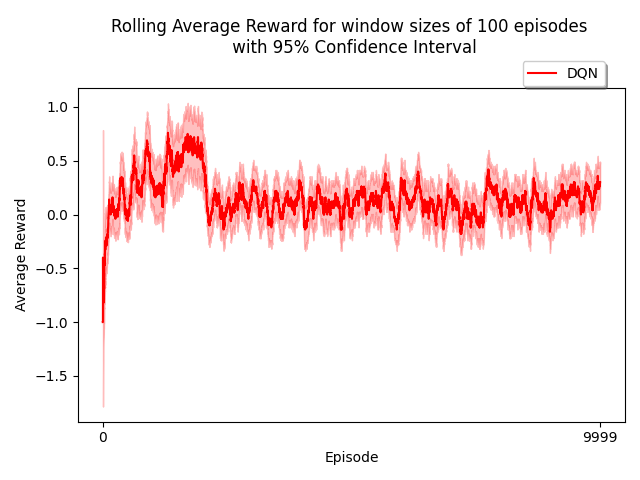 Rolling Average Reward for window sizes of 100 episodes
with 95% Confidence Interval
DQN
1.0
0.5
0.0
−0.5
−1.0
−1.5
Average Reward
0
9999
Episode